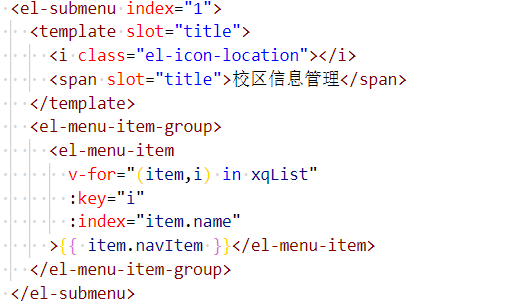 <el-submenu index="1">
<template slot="title">
<i class="el-icon-location"></i>
<span slot="title">校区信息管理</span>
</template>
<el-menu-item-group>
<el-menu-item
v-for="(item,i) in xqList"
:key="i"
:index="item.name"
>{{ item.navItem }}</el-menu-item>
</el-menu-item-group>
</el-submenu>